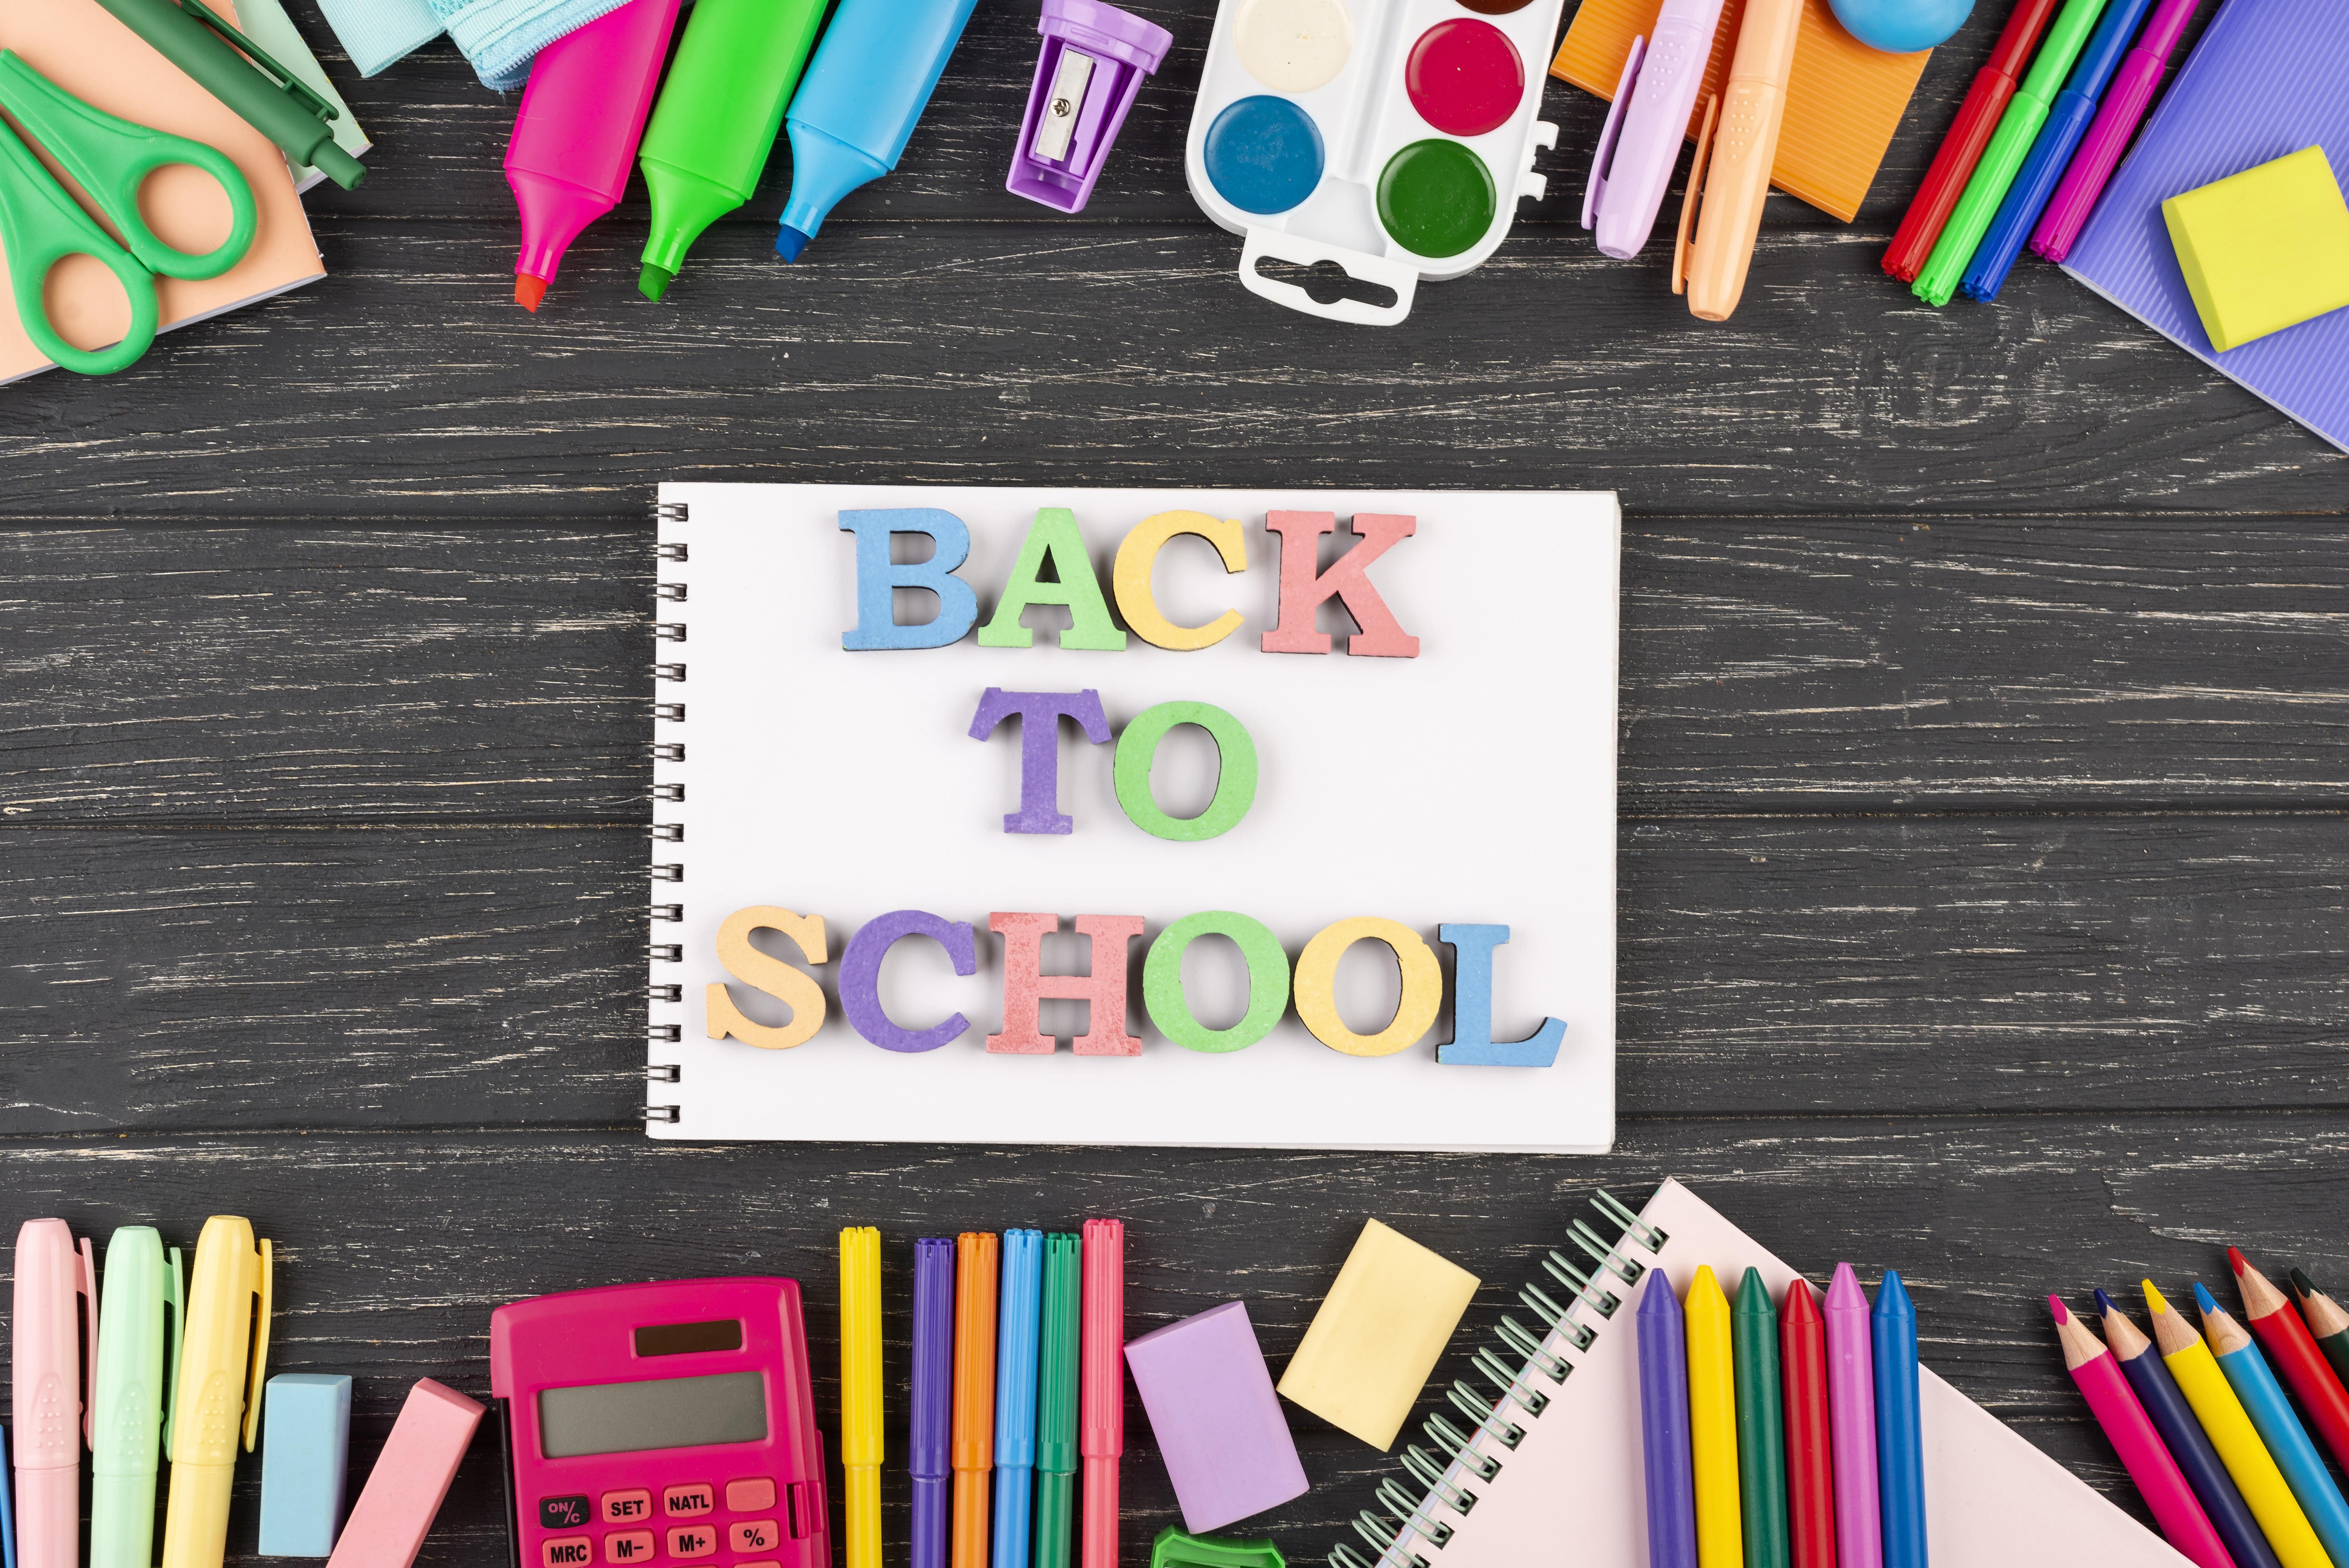 BACK
TO
SCHOOL
ON/C SET NATL
MRC M- M+ %